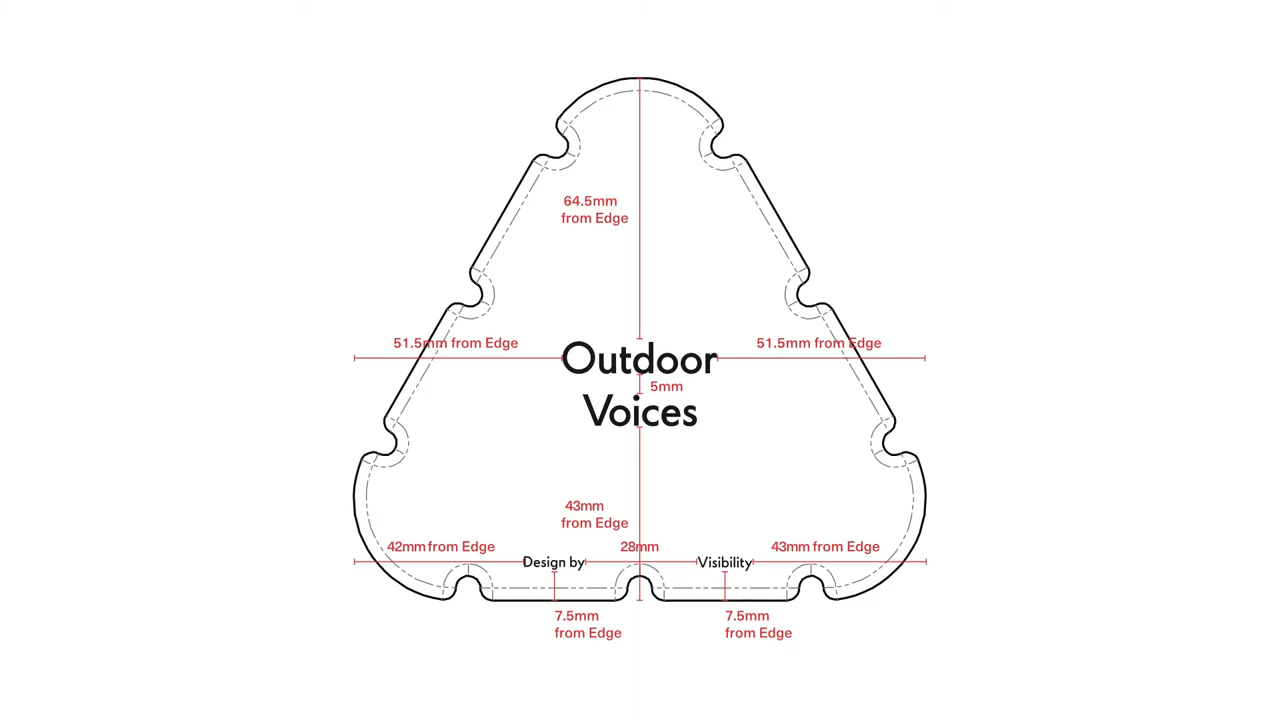 64.5mm
from Edge
51.5mm from Edge
51.5mm from Edge
Outdoor
5mm
Voices
43mm
from Edge
42mm from Edge
28mm
43mm from Edge
Design by
Visibility
7.5mm
from Edge
7.5mm
from Edge